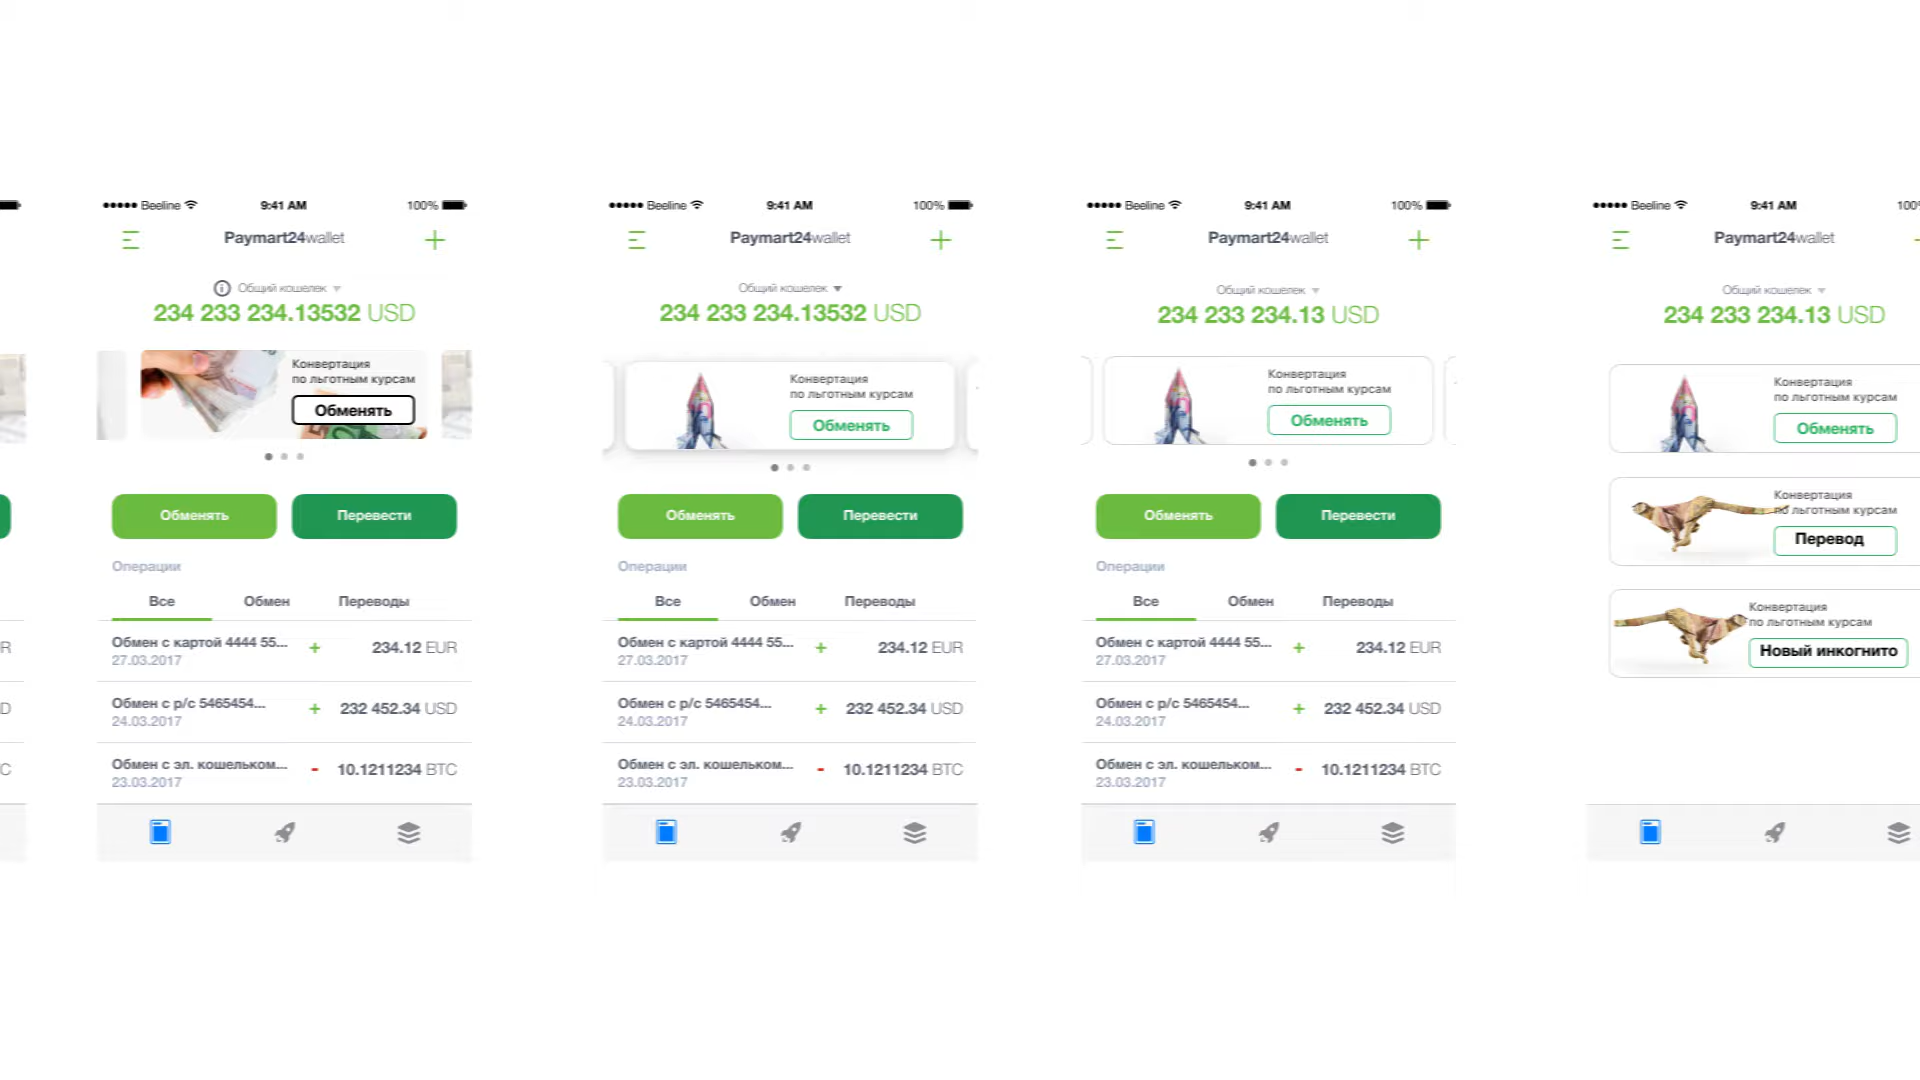 Beeline 9:41 AM 100%
Paymart24wallet
Общий кошелек
234 233 234.13532 USD
Конвертация
по льготным курсам
Обменять
Обменять Перевести
Операции
Все Обмен Переводы
Обмен с картой 4444 55... + 234.12 EUR
27.03.2017
Обмен с р/с 5465454... + 232 452.34 USD
24.03.2017
Обмен с эл. кошельком... - 10.1211234 BTC
23.03.2017
Beeline 9:41 AM 100%
Paymart24wallet
Общий кошелек
234 233 234.13532 USD
Конвертация
по льготным курсам
Обменять
Обменять Перевести
Операции
Все Обмен Переводы
Обмен с картой 4444 55... + 234.12 EUR
27.03.2017
Обмен с р/с 5465454... + 232 452.34 USD
24.03.2017
Обмен с эл. кошельком... - 10.1211234 BTC
23.03.2017
Beeline 9:41 AM 100%
Paymart24wallet
Общий кошелек
234 233 234.13 USD
Конвертация
по льготным курсам
Обменять
Обменять Перевести
Операции
Все Обмен Переводы
Обмен с картой 4444 55... + 234.12 EUR
27.03.2017
Обмен с р/с 5465454... + 232 452.34 USD
24.03.2017
Обмен с эл. кошельком... - 10.1211234 BTC
23.03.2017
Beeline 9:41 AM
Paymart24wallet
Общий кошелек
234 233 234.13 USD
Конвертация
по льготным курсам
Обменять
Конвертация
по льготным курсам
Перевод
Конвертация
по льготным курсам
Новый инкогнито